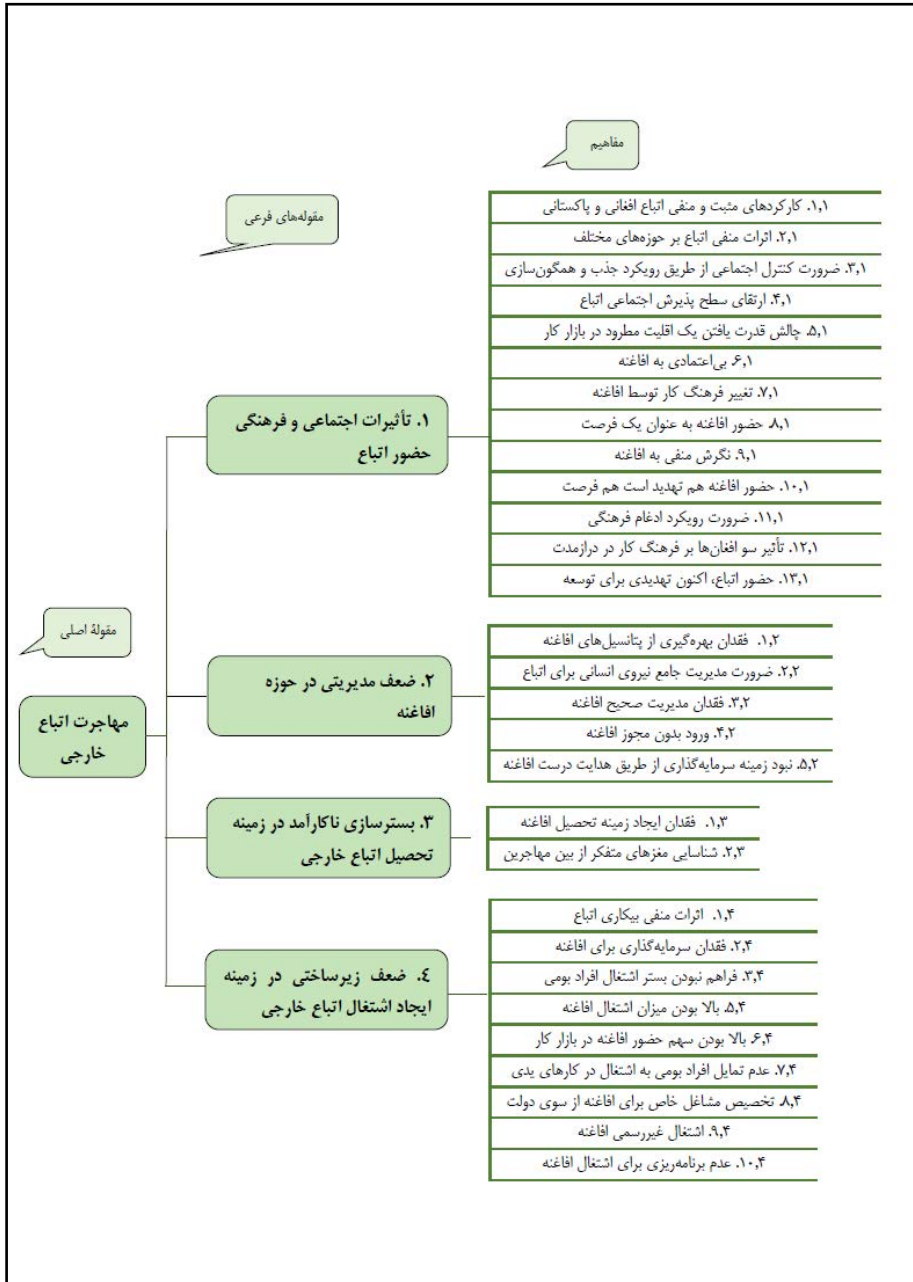 مفاهیم
مقوله‌های فرعی
مقولهٔ اصلی
مهاجرت اتباع
خارجی
۱. تأثیرات اجتماعی و فرهنگی
حضور اتباع
۱,۱. کارکردهای مثبت و منفی اتباع افغانی و پاکستانی
۲,۱. اثرات منفی اتباع بر حوزه‌های مختلف
۳,۱. ضرورت کنترل اجتماعی از طریق رویکرد جذب و همگون‌سازی
۴,۱. ارتقای سطح پذیرش اجتماعی اتباع
۵,۱. چالش قدرت یافتن یک اقلیت مطرود در بازار کار
۶,۱. بی‌اعتمادی به افاغنه
۷,۱. تغییر فرهنگ کار توسط افاغنه
۸,۱. حضور افاغنه به عنوان یک فرصت
۹,۱. نگرش منفی به افاغنه
۱۰,۱. حضور افاغنه هم تهدید است هم فرصت
۱۱,۱. ضرورت رویکرد ادغام فرهنگی
۱۲,۱. تأثیر سو افغان‌ها بر فرهنگ کار در درازمدت
۱۳,۱. حضور اتباع، اکنون تهدیدی برای توسعه
۲. ضعف مدیریتی در حوزه
افاغنه
۱,۲. فقدان بهره‌گیری از پتانسیل‌های افاغنه
۲,۲. ضرورت مدیریت جامع نیروی انسانی برای اتباع
۳,۲. فقدان مدیریت صحیح افاغنه
۴,۲. ورود بدون مجوز افاغنه
۵,۲. نبود زمینه سرمایه‌گذاری از طریق هدایت درست افاغنه
۳. بسترسازی ناکارآمد در زمینه
تحصیل اتباع خارجی
۱,۳. فقدان ایجاد زمینه تحصیل افاغنه
۲,۳. شناسایی مغزهای متفکر از بین مهاجرین
٤. ضعف زیرساختی در زمینه
ایجاد اشتغال اتباع خارجی
۱,۴. اثرات منفی بیکاری اتباع
۲,۴. فقدان سرمایه‌گذاری برای افاغنه
۳,۴. فراهم نبودن بستر اشتغال افراد بومی
۵,۴. بالا بودن میزان اشتغال افاغنه
۶,۴. بالا بودن سهم حضور افاغنه در بازار کار
۷,۴. عدم تمایل افراد بومی به اشتغال در کارهای یدی
۸,۴. تخصیص مشاغل خاص برای افاغنه از سوی دولت
۹,۴. اشتغال غیررسمی افاغنه
۱۰,۴. عدم برنامه‌ریزی برای اشتغال افاغنه